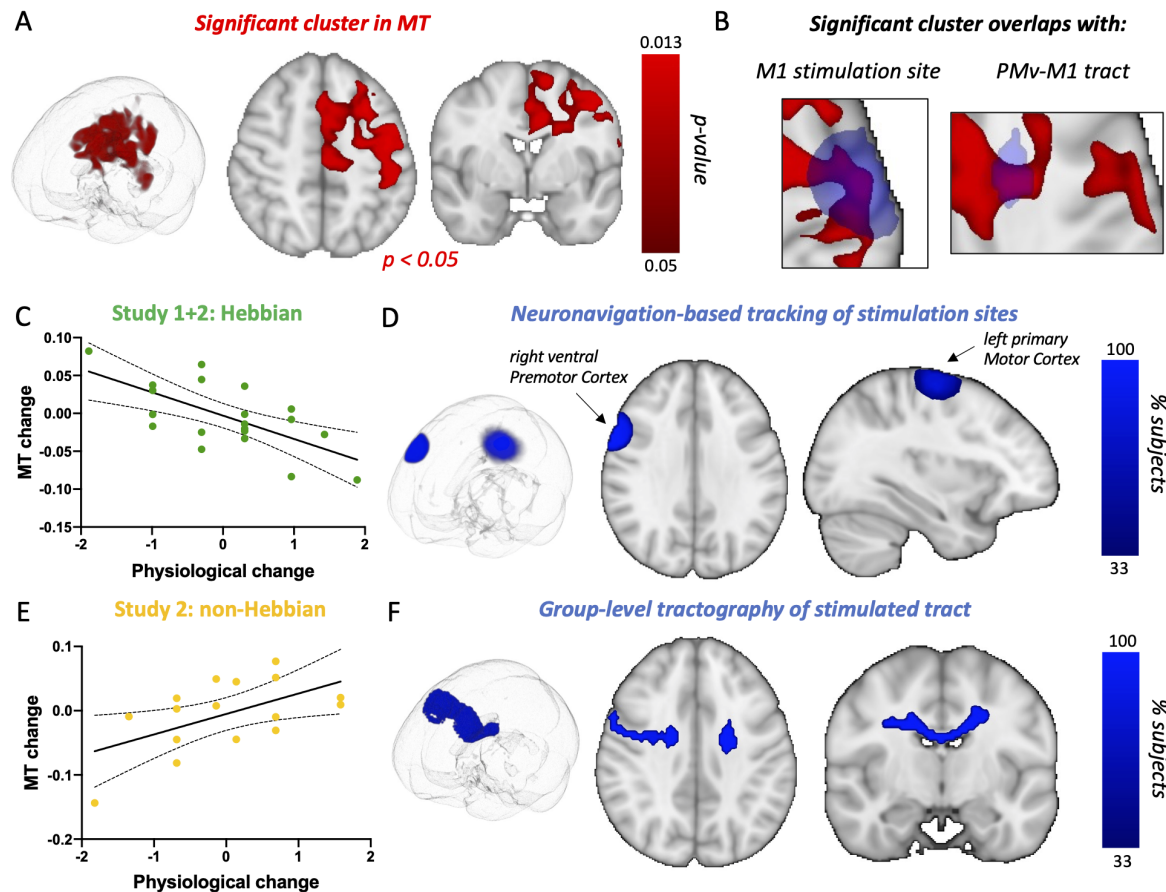 A
Significant cluster in MT
0.013
p-value
0.05
p < 0.05
B
Significant cluster overlaps with:
M1 stimulation site
PMv-M1 tract
C
Study 1+2: Hebbian
MT change
0.10
0.05
0.00
-0.05
-0.10
-0.15
-2
-1
0
1
2
Physiological change
D
Neuronavigation-based tracking of stimulation sites
right ventral
Premotor Cortex
left primary
Motor Cortex
100
% subjects
33
E
Study 2: non-Hebbian
MT change
0.1
0.0
-0.1
-0.2
-2
-1
0
1
2
Physiological change
F
Group-level tractography of stimulated tract
100
% subjects
33